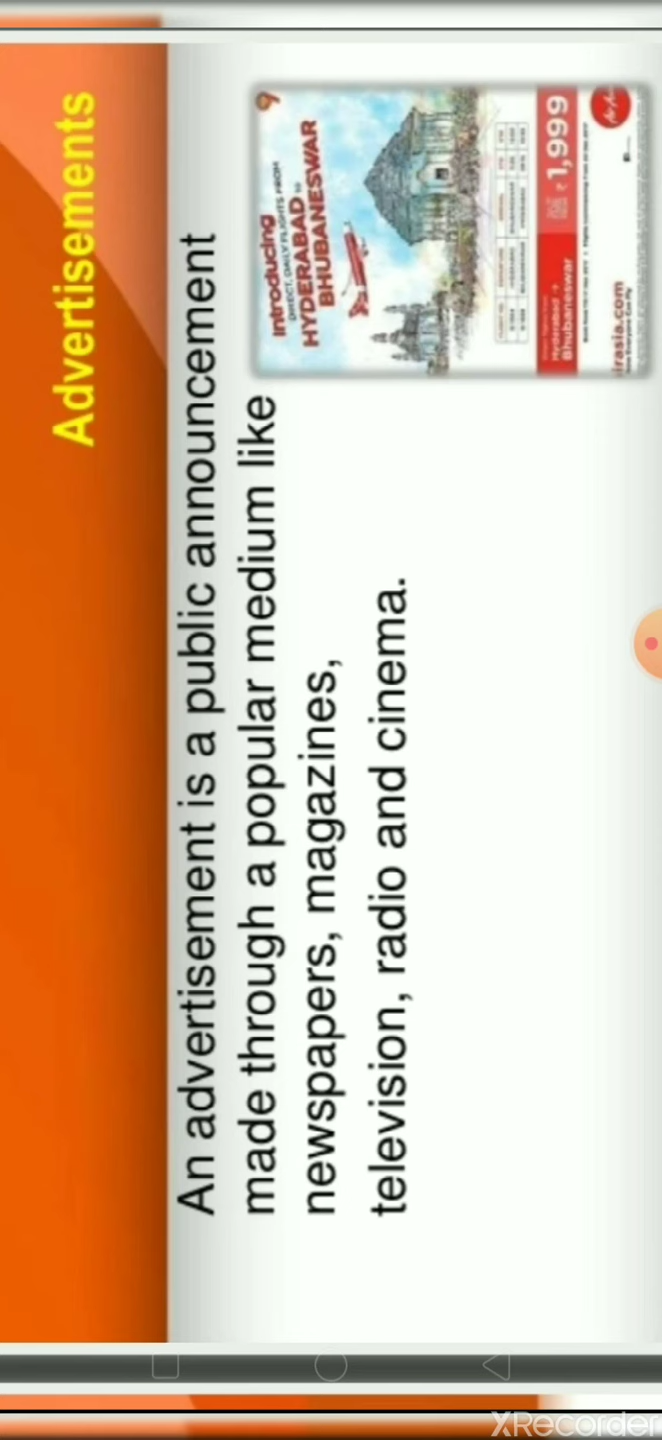 Advertisements
An advertisement is a public announcement
made through a popular medium like
newspapers, magazines,
television, radio and cinema.
Introducing
DIRECT, DAILY FLIGHTS FROM
HYDERABAD to
BHUBANESWAR
Hyderabad →
Bhubaneswar
₹ 1,999
irasia.com
XRecorder